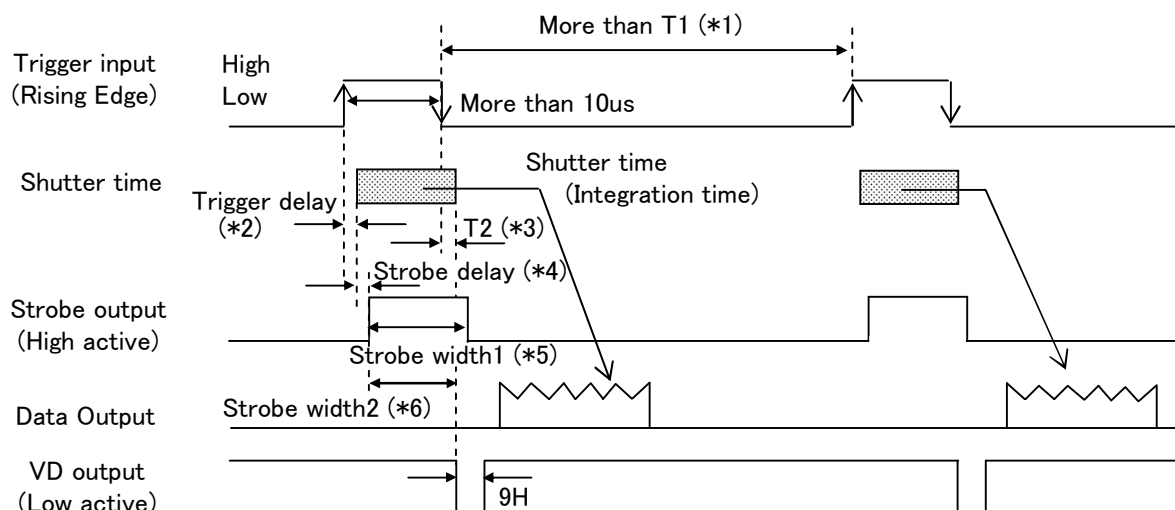 More than T1 (*1)
Trigger input
(Rising Edge)
High
Low
More than 10us
Shutter time
Shutter time
(Integration time)
Trigger delay
(*2)
T2 (*3)
Strobe delay (*4)
Strobe output
(High active)
Strobe width1 (*5)
Data Output
Strobe width2 (*6)
VD output
(Low active)
9H